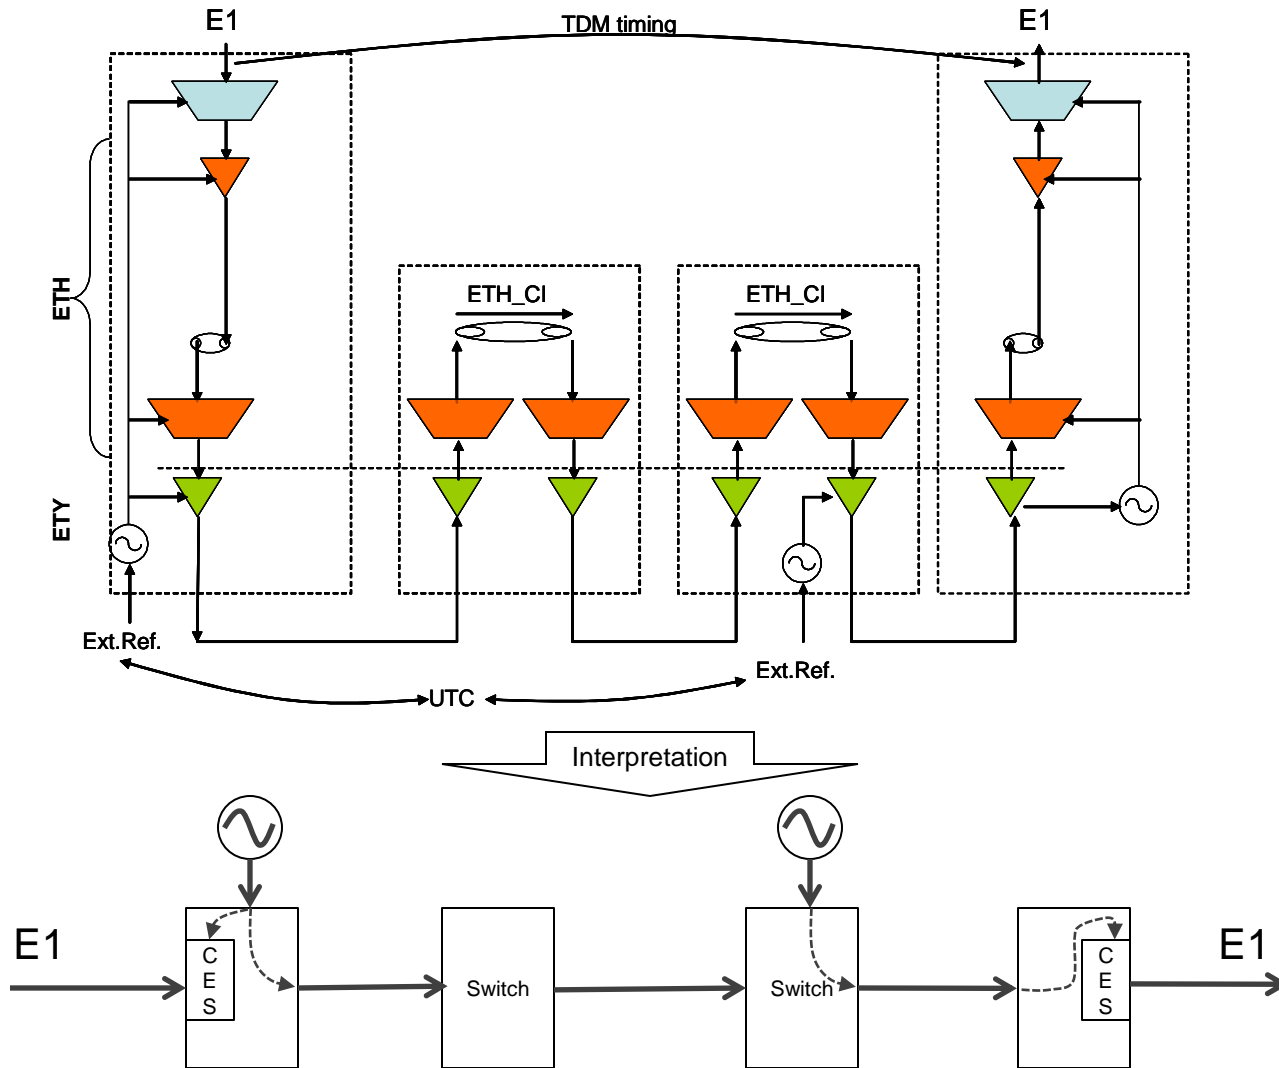 E1
TDM timing
E1
ETH
ETH_CI
ETH_CI
ETY
Ext.Ref.
Ext.Ref.
UTC
Interpretation
E1
C
E
S
Switch
Switch
C
E
S
E1